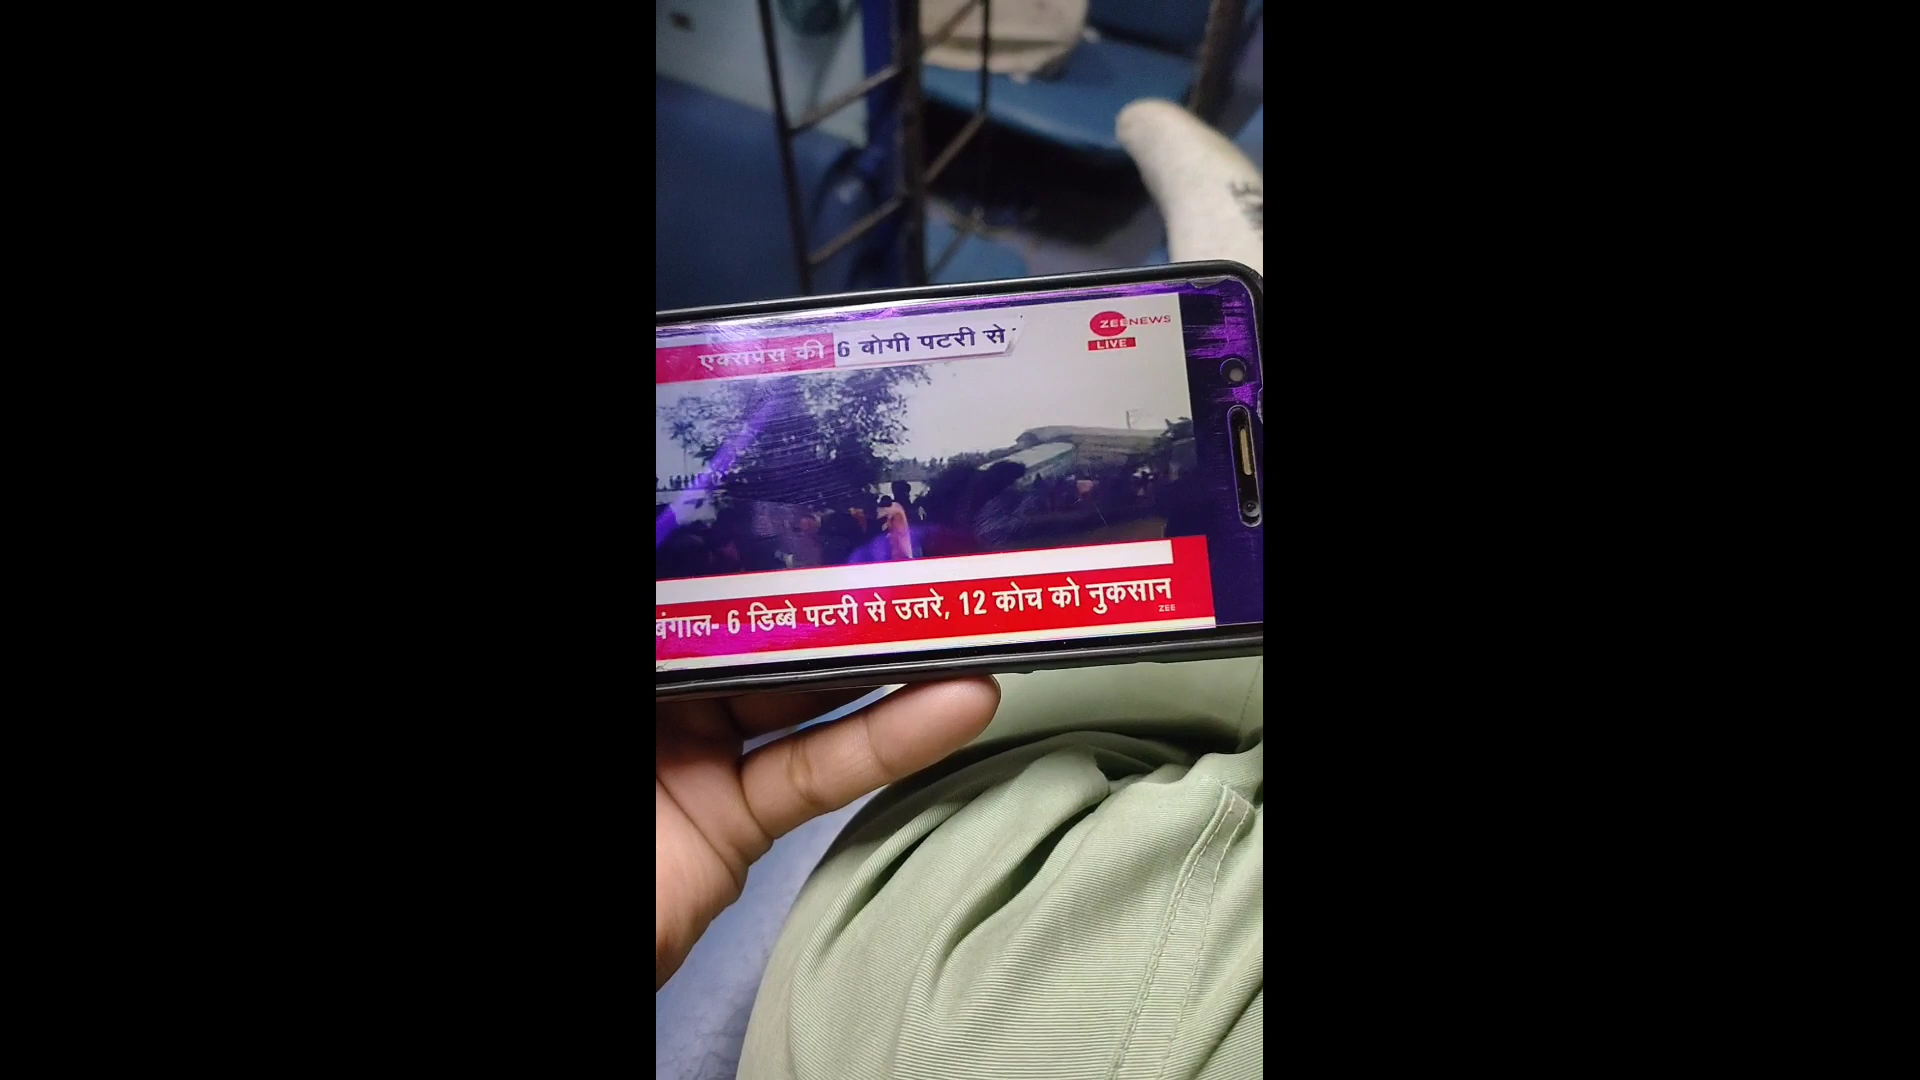 एक्सप्रेस की 6 बोगी पटरी से
ZEE NEWS
LIVE
बंगाल- 6 डिब्बे पटरी से उतरे, 12 कोच को नुकसान
ZEE